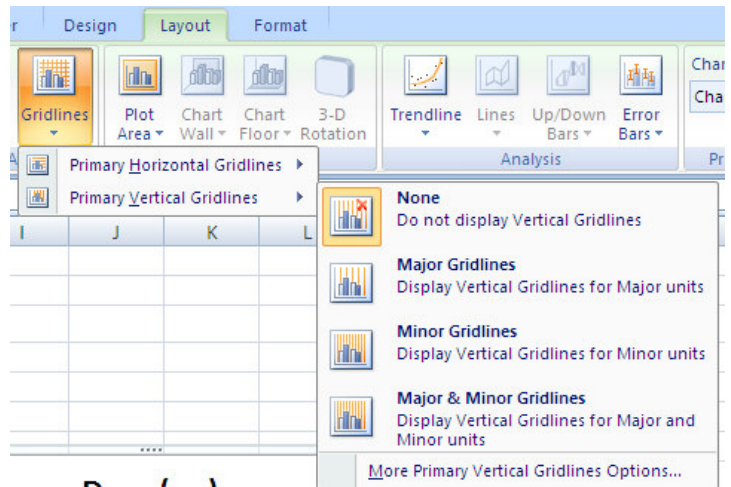 r Design Layout Format
Gridlines
Plot Area
Chart Wall
Chart Floor
3-D Rotation
Trendline
Lines
Up/Down Bars
Error Bars
Char
Cha
A
Analysis
Pr
Primary Horizontal Gridlines
Primary Vertical Gridlines
I J K L
None
Do not display Vertical Gridlines
Major Gridlines
Display Vertical Gridlines for Major units
Minor Gridlines
Display Vertical Gridlines for Minor units
Major & Minor Gridlines
Display Vertical Gridlines for Major and
Minor units
More Primary Vertical Gridlines Options...